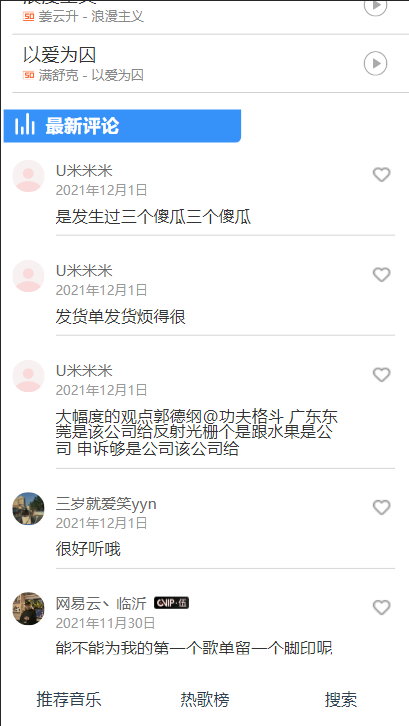 浪漫主义
SQ 姜云升 - 浪漫主义
以爱为囚
SQ 满舒克 - 以爱为囚
最新评论
U米米米
2021年12月1日
是发生过三个傻瓜三个傻瓜
U米米米
2021年12月1日
发货单发货烦得很
U米米米
2021年12月1日
大幅度的观点郭德纲@功夫格斗 广东东
莞是该公司给反射光栅个是跟水果是公
司 申诉够是公司该公司给
三岁就爱笑yyn
2021年12月1日
很好听哦
网易云丶临沂 CVIP·伍
2021年11月30日
能不能为我的第一个歌单留一个脚印呢
推荐音乐 热歌榜 搜索